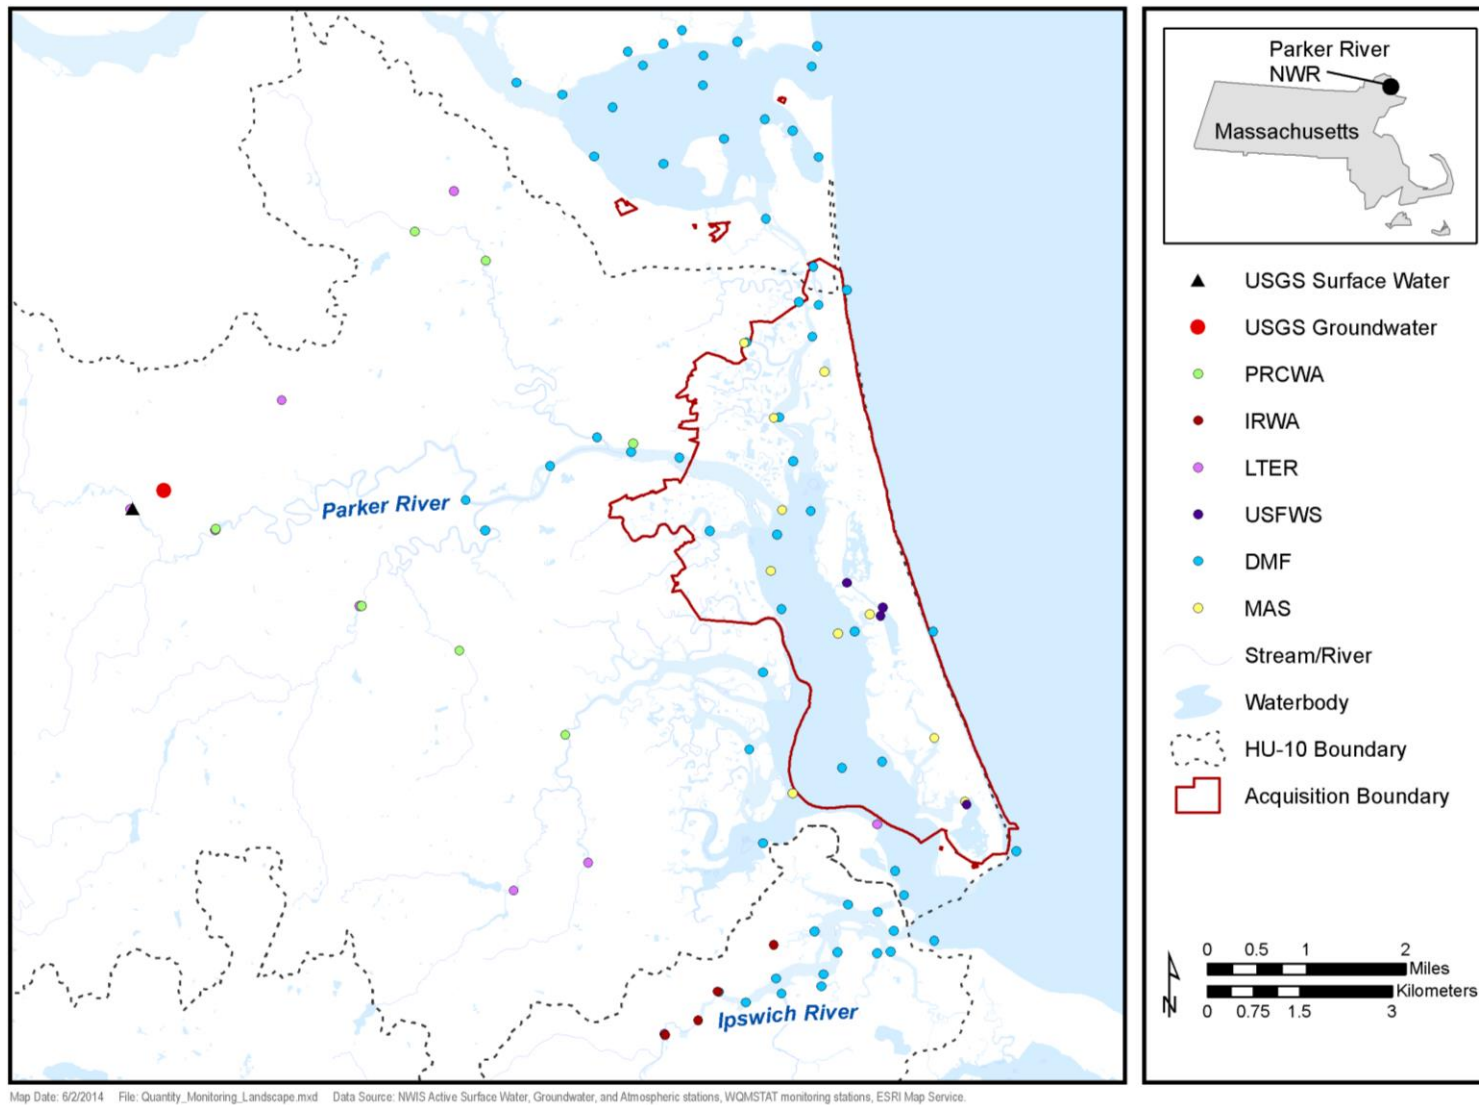 Parker River
NWR
Massachusetts
USGS Surface Water
USGS Groundwater
PRCWA
IRWA
LTER
USFWS
DMF
MAS
Stream/River
Waterbody
HU-10 Boundary
Acquisition Boundary
0 0.5 1 2
Miles
Kilometers
0 0.75 1.5 3
N
Parker River
Ipswich River
Map Date: 6/2/2014 File: Quantity_Monitoring_Landscape.mxd Data Source: NWIS Active Surface Water, Groundwater, and Atmospheric stations, WQMSTAT monitoring stations, ESRI Map Service.